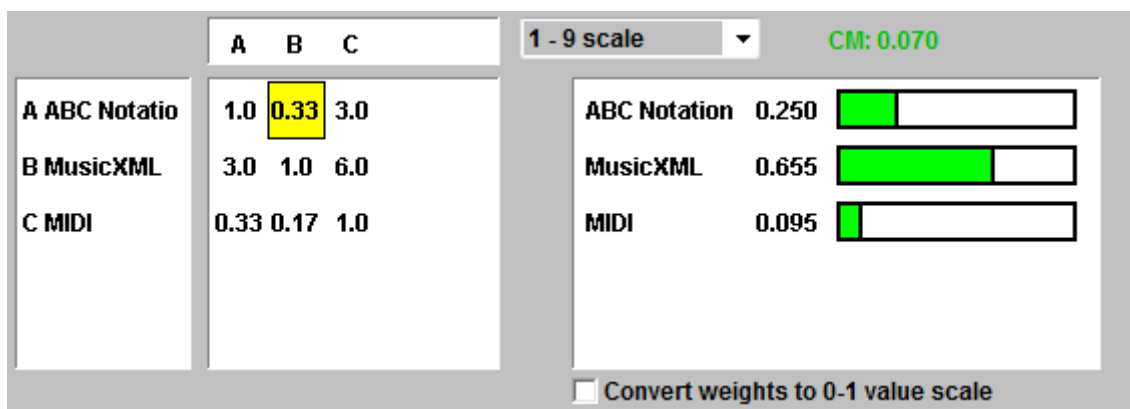 A B C
1 - 9 scale
CM: 0.070
A ABC Notatio 1.0 0.33 3.0
B MusicXML 3.0 1.0 6.0
C MIDI 0.33 0.17 1.0
ABC Notation 0.250
MusicXML 0.655
MIDI 0.095
Convert weights to 0-1 value scale